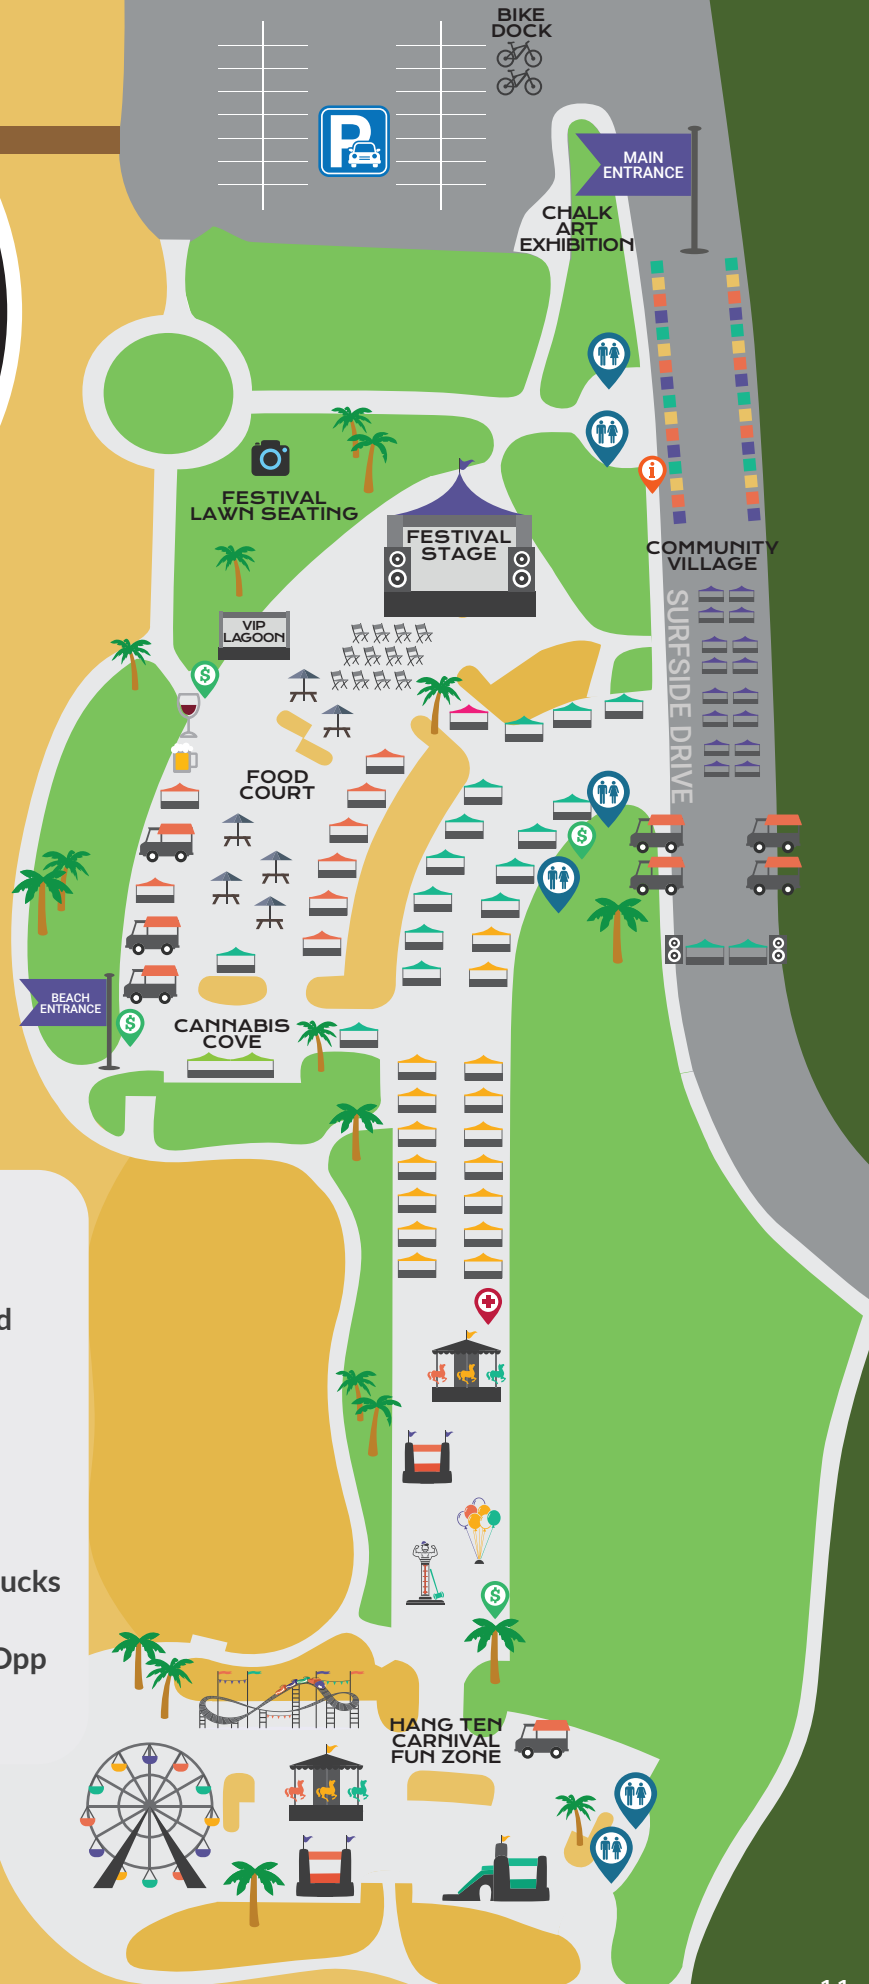 BIKE
DOCK
P
MAIN
ENTRANCE
CHALK
ART
EXHIBITION
i
FESTIVAL
LAWN SEATING
FESTIVAL
STAGE
COMMUNITY
VILLAGE
SURFSIDE DRIVE
VIP
LAGOON
$
FOOD
COURT
$
BEACH
ENTRANCE
$
CANNABIS
COVE
d
ucks
$
Opp
HANG TEN
CARNIVAL
FUN ZONE